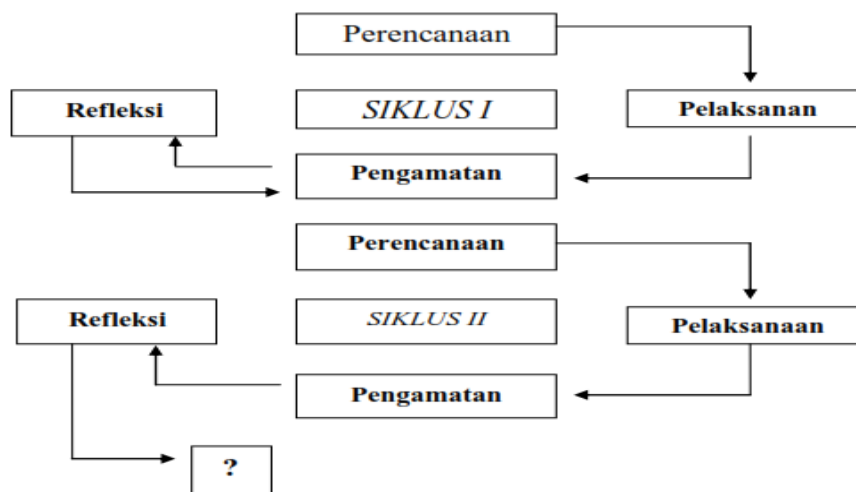 Perencanaan
Refleksi
SIKLUS I
Pelaksanan
Pengamatan
Perencanaan
Refleksi
SIKLUS II
Pelaksanaan
Pengamatan
?